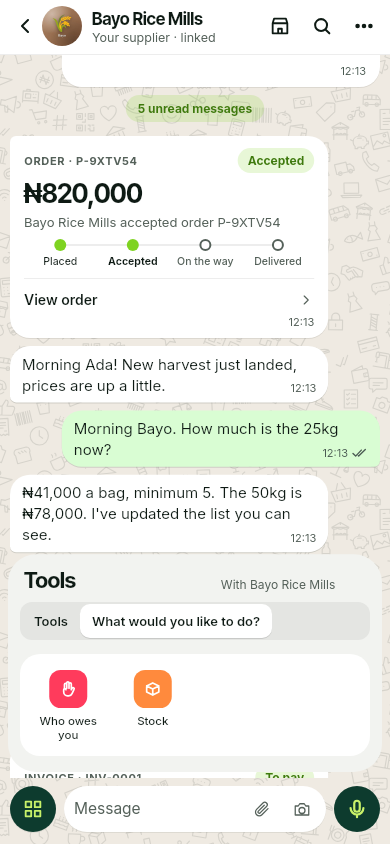 Bayo Rice Mills
Your supplier · linked
12:13
5 unread messages
ORDER · P-9XTV54
Accepted
₦820,000
Bayo Rice Mills accepted order P-9XTV54
Placed
Accepted
On the way
Delivered
View order
12:13
Morning Ada! New harvest just landed,
prices are up a little.
12:13
Morning Bayo. How much is the 25kg
now?
12:13
₦41,000 a bag, minimum 5. The 50kg is
₦78,000. I've updated the list you can
see.
12:13
Tools
With Bayo Rice Mills
Tools
What would you like to do?
Who owes
you
Stock
INVOICE · INV-0001
To pay
Message